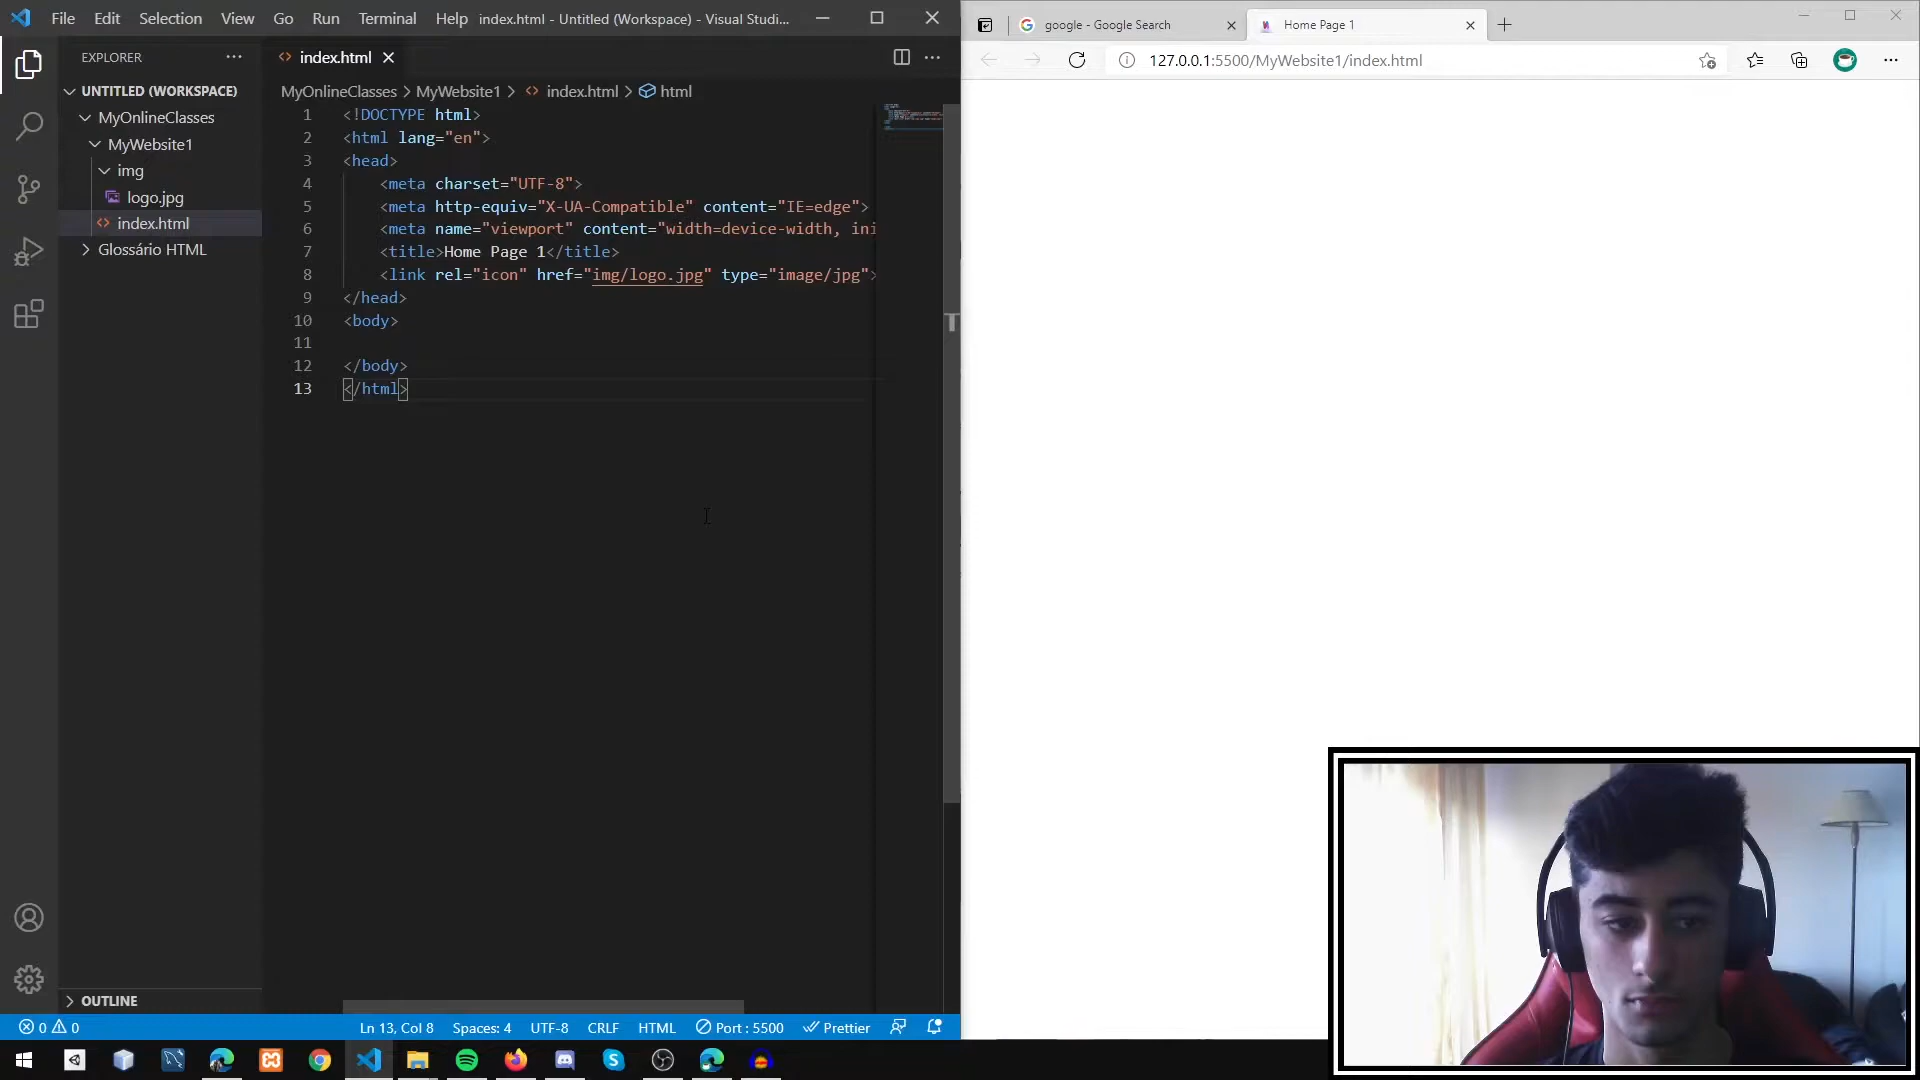 File Edit Selection View Go Run Terminal Help index.html - Untitled (Workspace) - Visual Studi...
EXPLORER
index.html
UNTITLED (WORKSPACE)
MyOnlineClasses
MyWebsite1
img
logo.jpg
index.html
Glossário HTML
OUTLINE
MyOnlineClasses > MyWebsite1 > index.html > html
1 <!DOCTYPE html>
2 <html lang="en">
3 <head>
4 <meta charset="UTF-8">
5 <meta http-equiv="X-UA-Compatible" content="IE=edge">
6 <meta name="viewport" content="width=device-width, ini
7 <title>Home Page 1</title>
8 <link rel="icon" href="img/logo.jpg" type="image/jpg">
9 </head>
10 <body>
11
12 </body>
13 </html>
0 0 Ln 13, Col 8 Spaces: 4 UTF-8 CRLF HTML Port : 5500 Prettier
google - Google Search
Home Page 1
127.0.0.1:5500/MyWebsite1/index.html